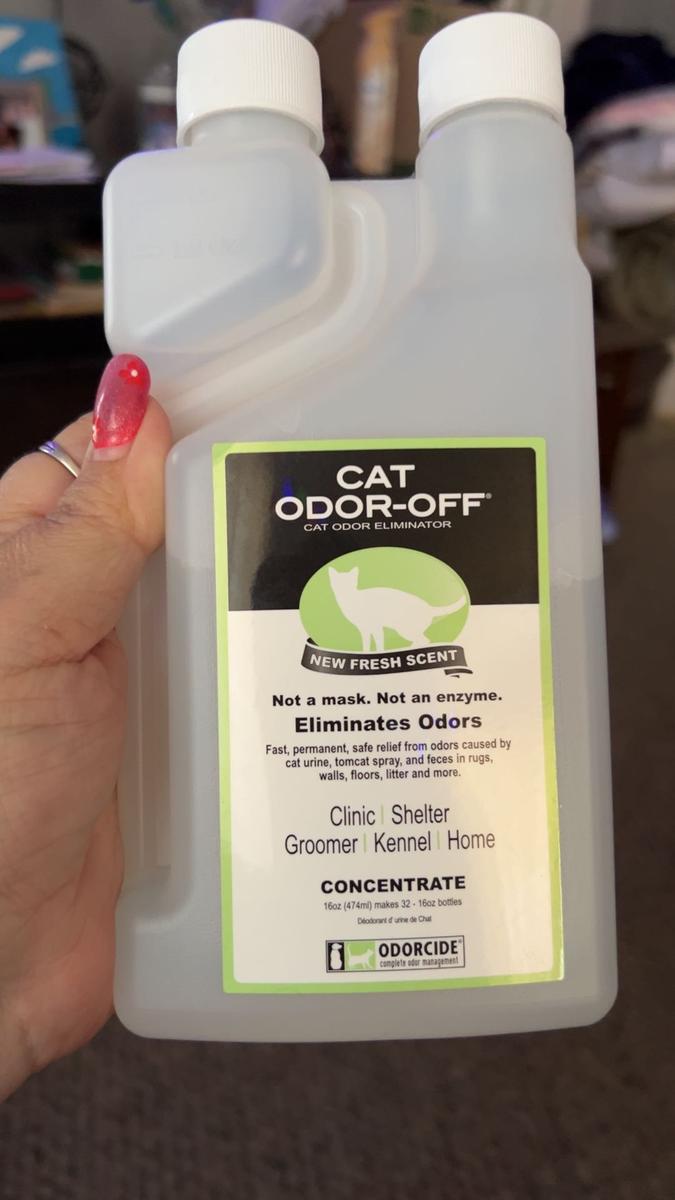 CAT
ODOR-OFF®
CAT ODOR ELIMINATOR
NEW FRESH SCENT
Not a mask. Not an enzyme.
Eliminates Odors
Fast, permanent, safe relief from odors caused by
cat urine, tomcat spray, and feces in rugs,
walls, floors, litter and more.
Clinic | Shelter
Groomer | Kennel | Home
CONCENTRATE
16oz (474ml) makes 32 - 16oz bottles
Déodorant d' urine de Chat
ODORCIDE®
complete odor management